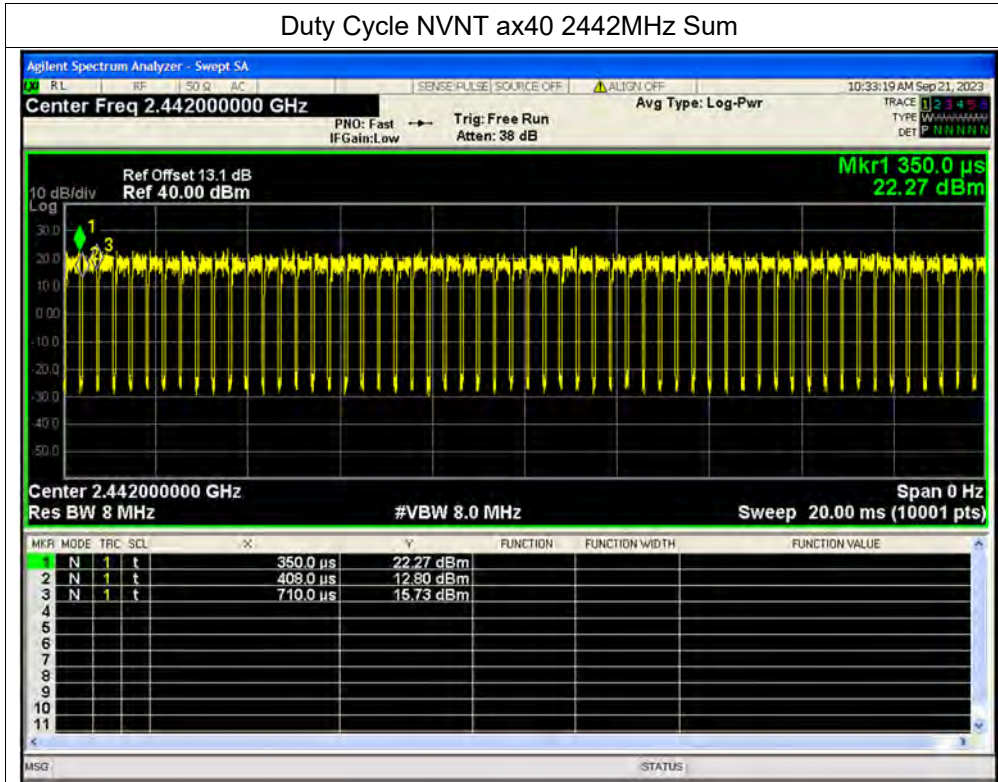 Duty Cycle NVNT ax40 2442MHz Sum
Agilent Spectrum Analyzer - Swept SA
LXI RL RF 50 Ω AC SENSE:PULSE SOURCE OFF ALIGN OFF 10:33:19 AM Sep 21, 2023
Center Freq 2.442000000 GHz Avg Type: Log-Pwr TRACE 1 2 3 4 5 6
PNO: Fast Trig: Free Run TYPE W
IFGain:Low Atten: 38 dB DET P N N N N N
Mkr1 350.0 µs
Ref Offset 13.1 dB
10 dB/div Ref 40.00 dBm 22.27 dBm
Log
30.0
20.0
10.0
0.00
-10.0
-20.0
-30.0
-40.0
-50.0
1
2
3
Center 2.442000000 GHz Span 0 Hz
Res BW 8 MHz #VBW 8.0 MHz Sweep 20.00 ms (10001 pts)
MKR MODE TRC SCL X Y FUNCTION FUNCTION WIDTH FUNCTION VALUE
1 N 1 t 350.0 µs 22.27 dBm
2 N 1 t 408.0 µs 12.80 dBm
3 N 1 t 710.0 µs 15.73 dBm
4
5
6
7
8
9
10
11
MSG STATUS